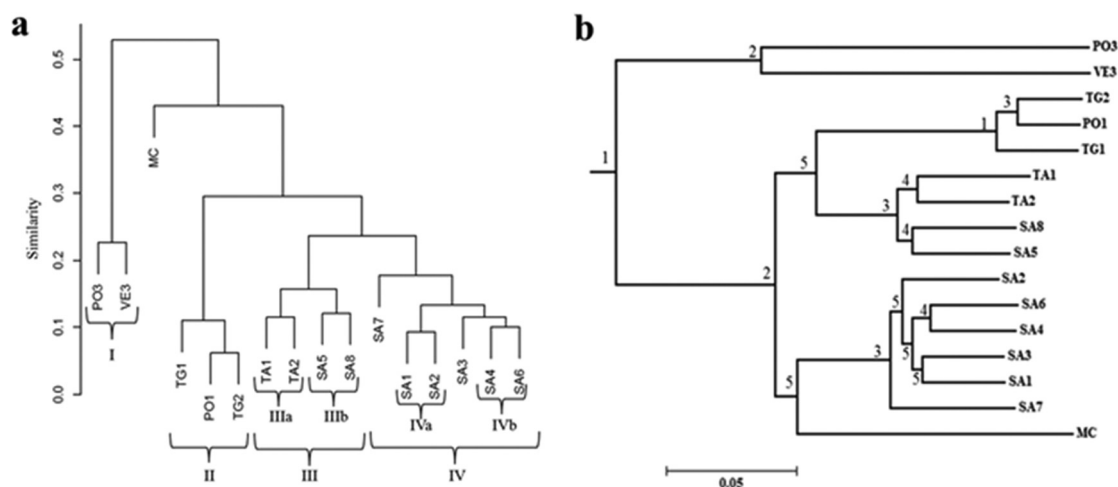 a
Similarity
0.5
0.4
0.3
0.2
0.1
0.0
MC
PO3 VE3
I
TG1 PO1 TG2
TA1 TA2 SA5 SA8
SA7 SA1 SA2 SA3 SA4 SA6
IIIa IIIb IVa IVb
II III IV
b
PO3
2
VE3
TG2
3
PO1
1
TG1
5
1
TA1
4
TA2
3
SA8
4
SA5
2
SA2
5
SA6
4
SA4
5
SA3
5
SA1
3
SA7
5
MC
0.05